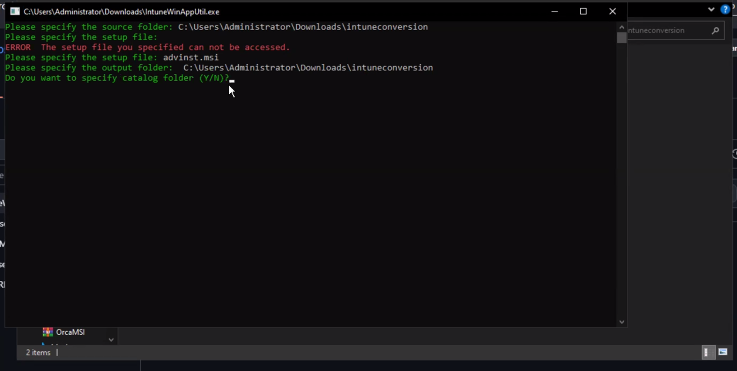 C:\Users\Administrator\Downloads\IntuneWinAppUtil.exe
Please specify the source folder: C:\Users\Administrator\Downloads\intuneconversion
Please specify the setup file:
ERROR  The setup file you specified can not be accessed.
Please specify the setup file: advinst.msi
Please specify the output folder:  C:\Users\Administrator\Downloads\intuneconversion
Do you want to specify catalog folder (Y/N)?
ntuneconversion
OrcaMSI
2 items